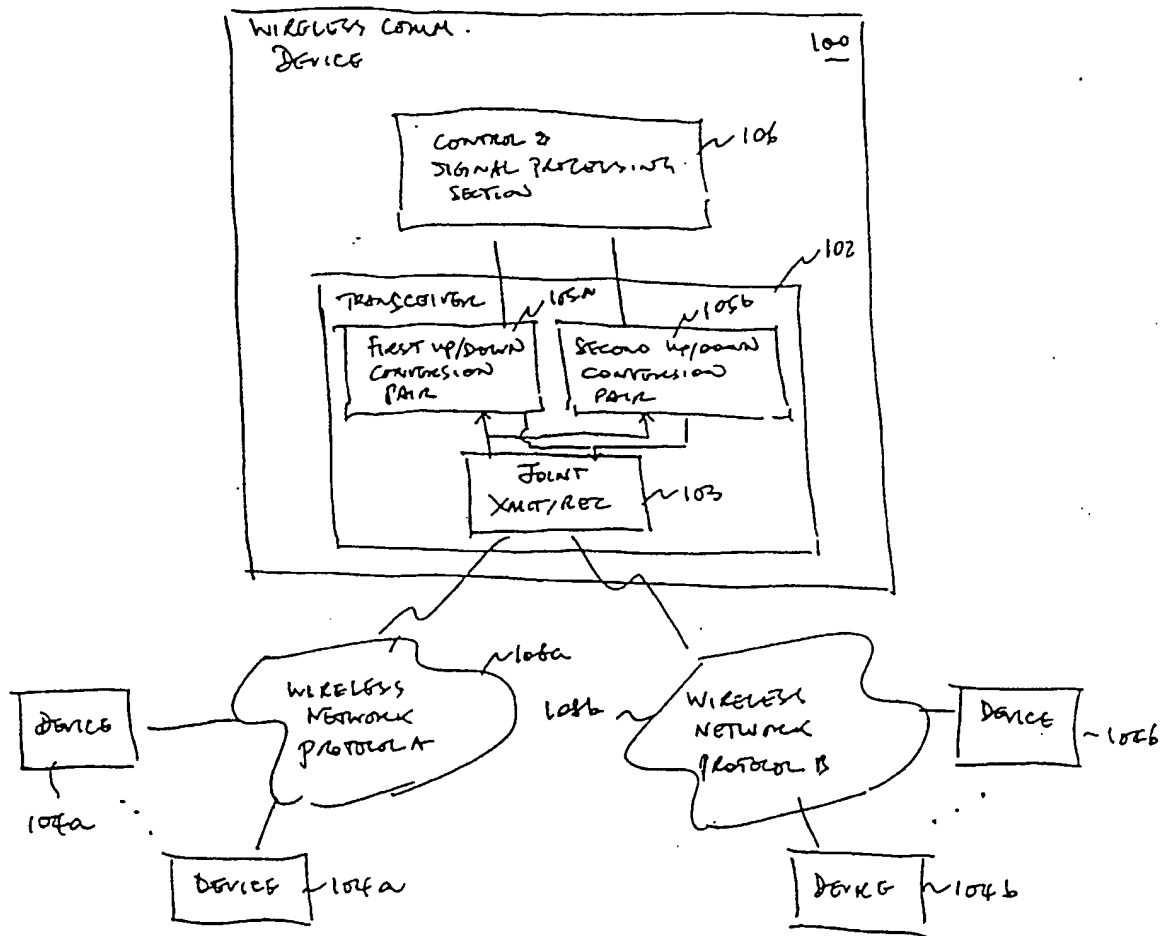 WIRELESS COMM.
DEVICE
100
CONTROL &
SIGNAL PROCESSING
SECTION
106
102
TRANSCEIVER
105a
105b
FIRST UP/DOWN
CONVERSION
PAIR
SECOND UP/DOWN
CONVERSION
PAIR
JOINT
XMIT/REC
103
108a
WIRELESS
NETWORK
PROTOCOL A
108b
WIRELESS
NETWORK
PROTOCOL B
DEVICE
104a
DEVICE
104b
DEVICE
104a
DEVICE
104b